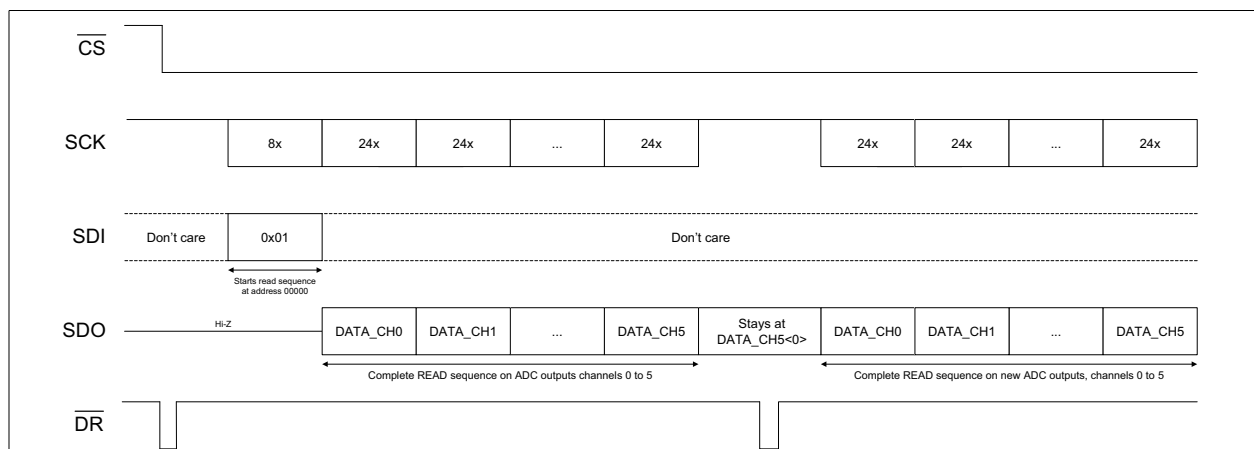 CS
SCK
8x
24x
24x
...
24x
24x
24x
...
24x
SDI
Don't care
0x01
Don't care
Starts read sequence
at address 00000
SDO
Hi-Z
DATA_CH0
DATA_CH1
...
DATA_CH5
Stays at
DATA_CH5<0>
DATA_CH0
DATA_CH1
...
DATA_CH5
Complete READ sequence on ADC outputs channels 0 to 5
Complete READ sequence on new ADC outputs, channels 0 to 5
DR